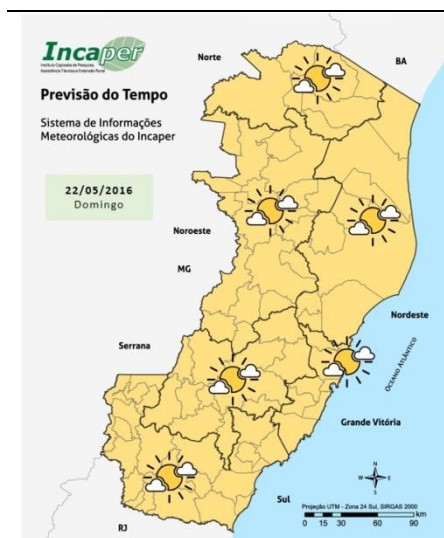 Incaper
Instituto Capixaba de Pesquisa,
Assistência Técnica e Extensão Rural
Previsão do Tempo
Sistema de Informações
Meteorológicas do Incaper
22/05/2016
Domingo
Norte
BA
Noroeste
MG
Nordeste
Serrana
OCEANO ATLÂNTICO
Grande Vitória
N
W E
S
Sul
RJ
Projeção UTM - Zona 24 Sul, SIRGAS 2000
km
0 15 30 60 90